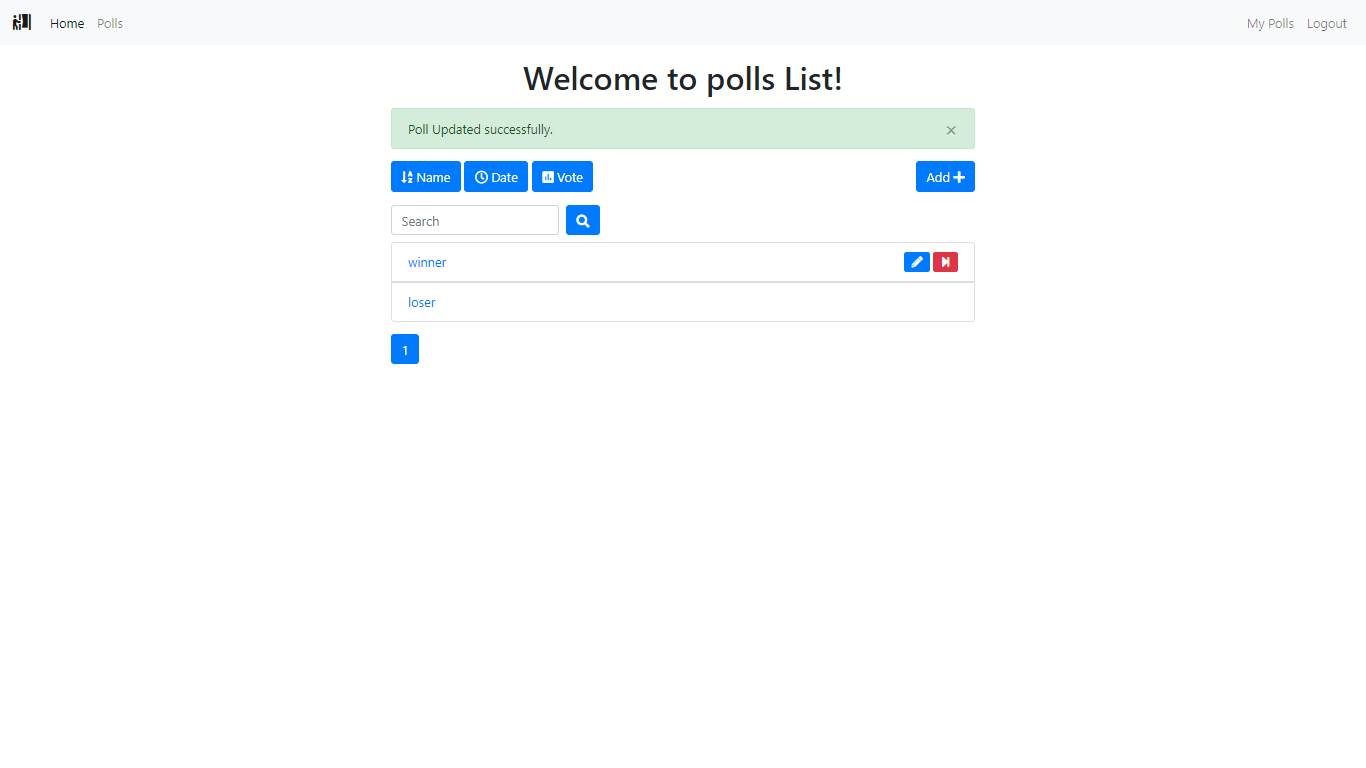 Home Polls My Polls Logout
Welcome to polls List!
Poll Updated successfully. ×
Name Date Vote Add
Search
winner
loser
1